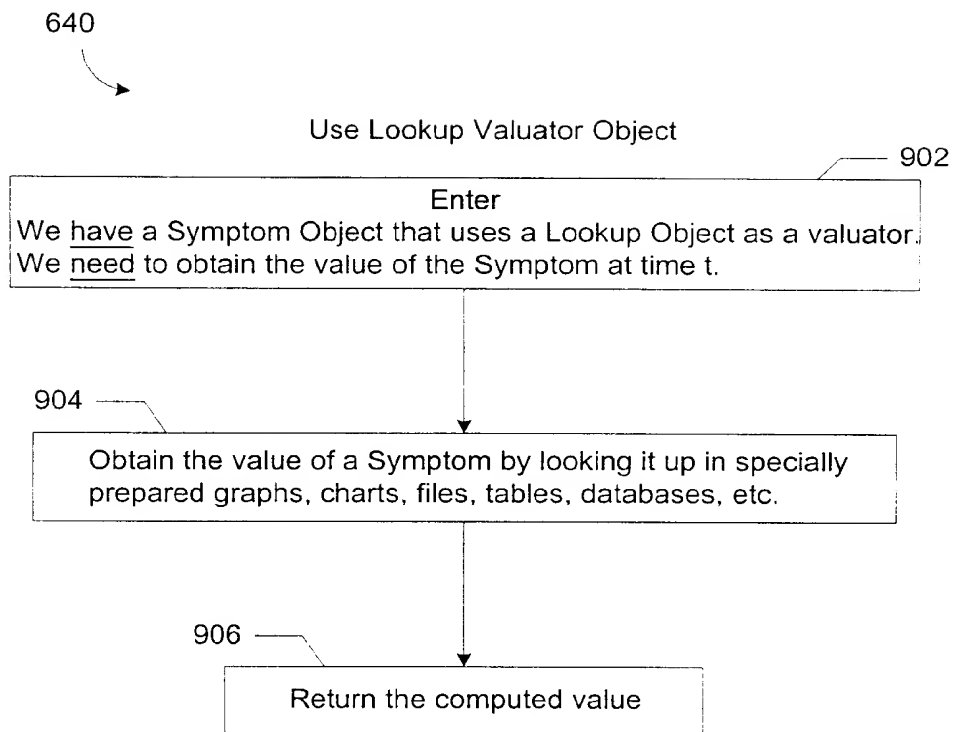 640
Use Lookup Valuator Object
902
Enter
We have a Symptom Object that uses a Lookup Object as a valuator.
We need to obtain the value of the Symptom at time t.
904
Obtain the value of a Symptom by looking it up in specially
prepared graphs, charts, files, tables, databases, etc.
906
Return the computed value